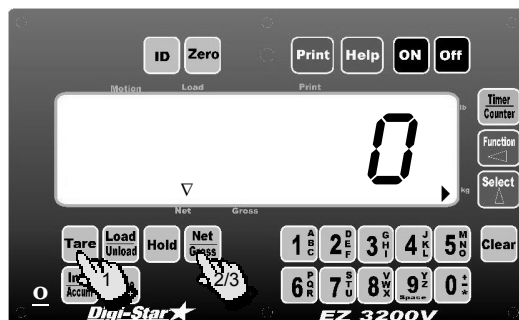 ID Zero Print Help ON Off
Motion Load Print
lb
Timer
Counter
0
Function
kg
Select
Net Gross
Tare Load
Unload Hold Net
Gross
1 A B C 2 D E F 3 G H I 4 J K L 5 M N O Clear
Accum 1 2/3
6 P Q R 7 S T U 8 V W X 9 Y Z Space 0 + - *
O Digi-Star EZ 3200V